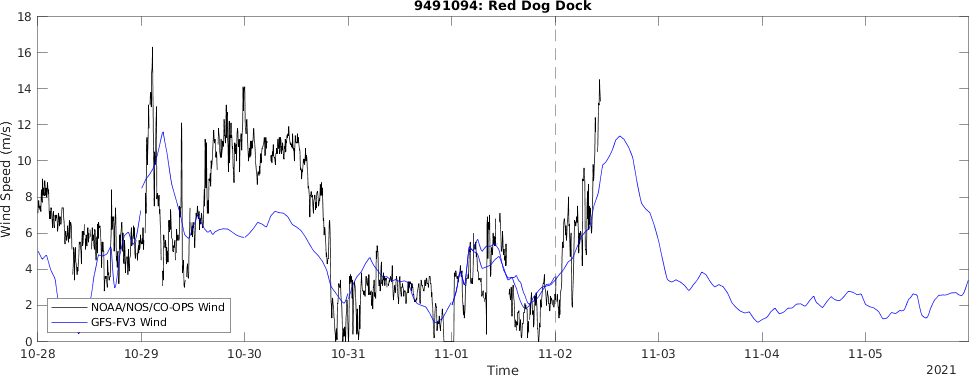 9491094: Red Dog Dock
Wind Speed (m/s)
18
16
14
12
10
8
6
4
2
0
NOAA/NOS/CO-OPS Wind
GFS-FV3 Wind
10-28 10-29 10-30 10-31 11-01 11-02 11-03 11-04 11-05
Time
2021